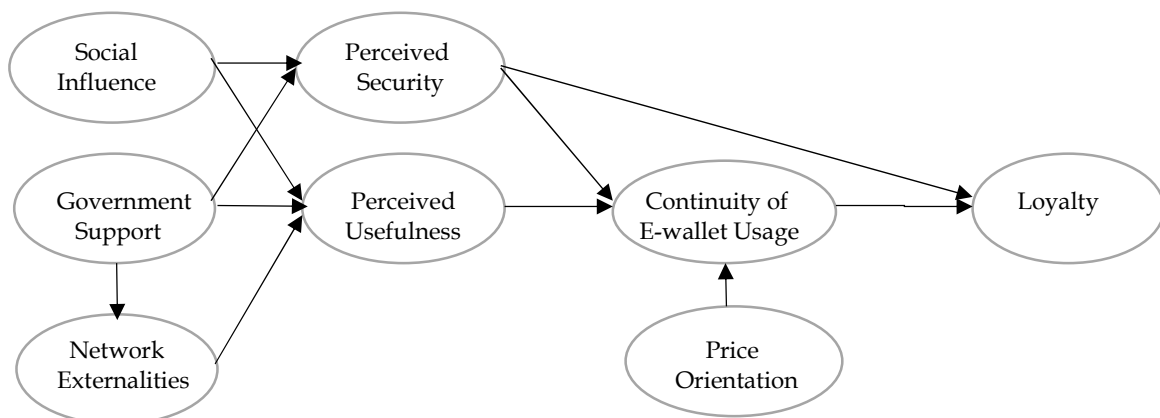 Social
Influence
Perceived
Security
Government
Support
Perceived
Usefulness
Continuity of
E-wallet Usage
Loyalty
Network
Externalities
Price
Orientation